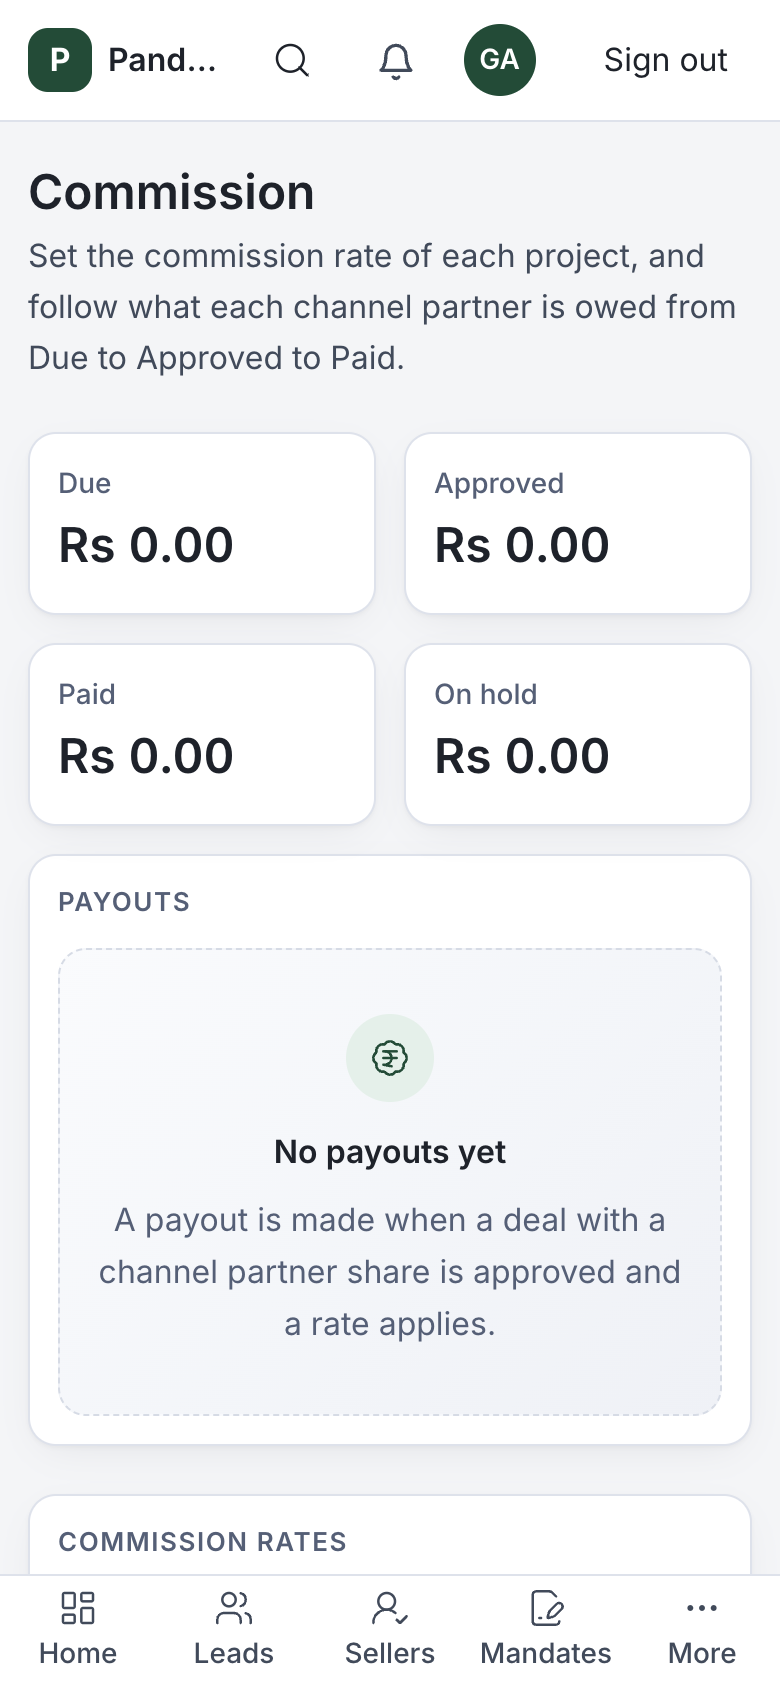 P Pand... GA Sign out
Commission
Set the commission rate of each project, and
follow what each channel partner is owed from
Due to Approved to Paid.
Due
Rs 0.00
Approved
Rs 0.00
Paid
Rs 0.00
On hold
Rs 0.00
PAYOUTS
₹
No payouts yet
A payout is made when a deal with a
channel partner share is approved and
a rate applies.
COMMISSION RATES
Home Leads Sellers Mandates More